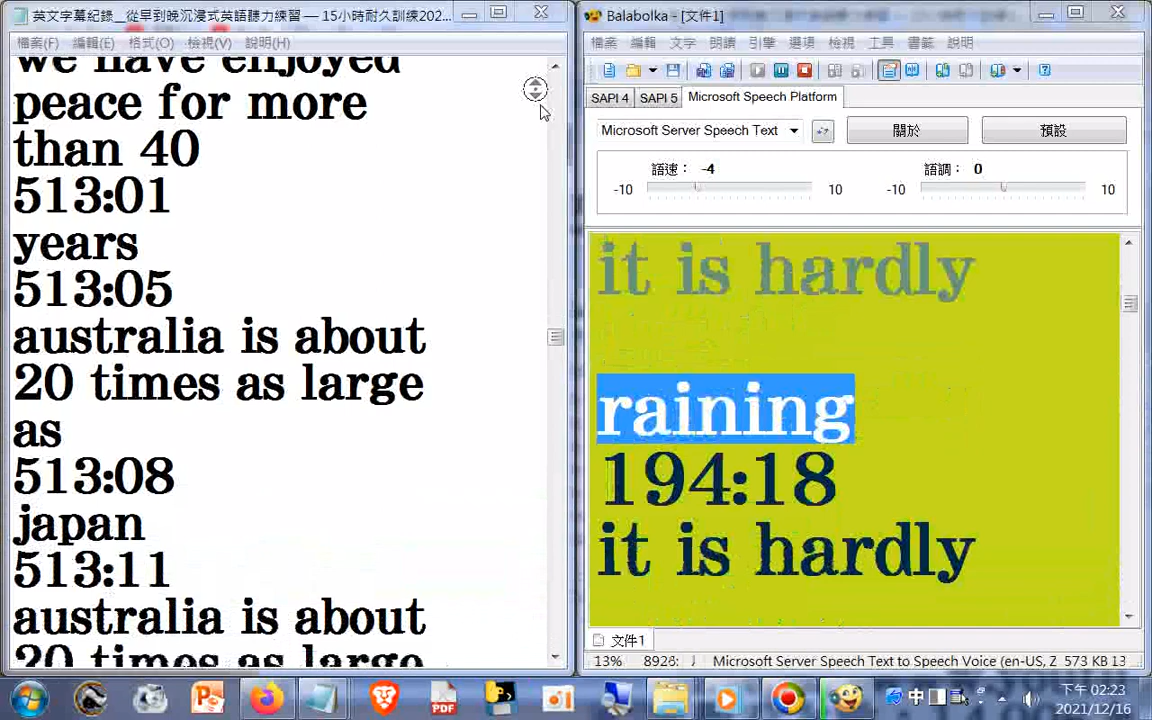 英文字幕紀錄__從早到晚沉浸式英語聽力練習 — 15小時耐久訓練202...
檔案(F) 編輯(E) 格式(O) 檢視(V) 說明(H)
we have enjoyed
peace for more
than 40
513:01
years
513:05
australia is about
20 times as large
as
513:08
japan
513:11
australia is about
20 times as large
Balabolka - [文件1]
檔案 編輯 文字 朗讀 引擎 選項 檢視 工具 書籤 說明
SAPI 4 SAPI 5 Microsoft Speech Platform
Microsoft Server Speech Text 關於 預設
語速： -4 語調： 0
-10 10 -10 10
it is hardly
raining
194:18
it is hardly
文件1
13% 8926: Microsoft Server Speech Text to Speech Voice (en-US, Z 573 KB 13
PDF
中
下午 02:23
2021/12/16